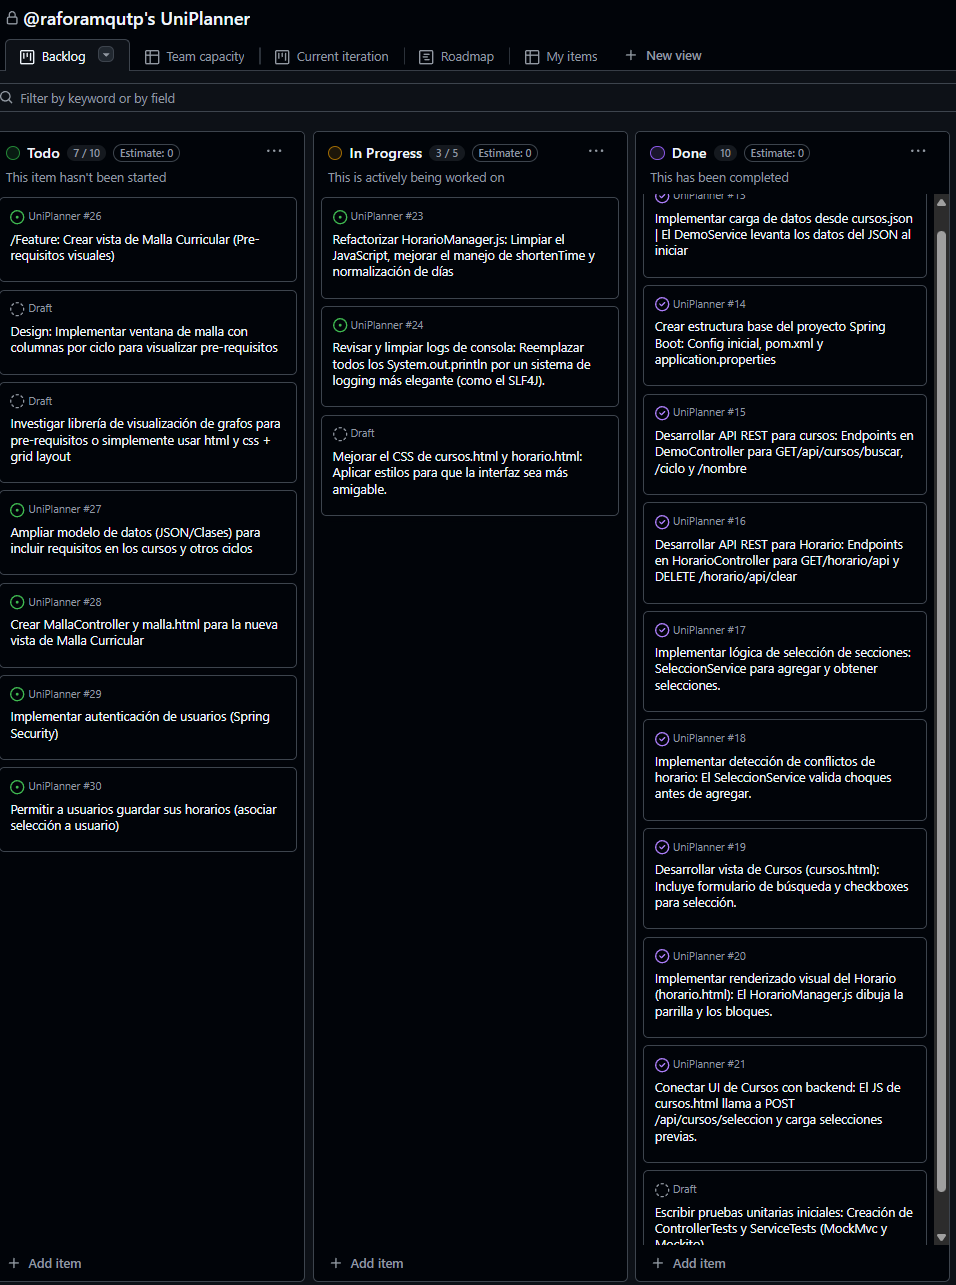 @raforamqutp's UniPlanner
Backlog
Team capacity
Current iteration
Roadmap
My items
New view
Filter by keyword or by field
Todo 7 / 10 Estimate: 0
This item hasn't been started
UniPlanner #26
/Feature: Crear vista de Malla Curricular (Pre-
requisitos visuales)
Draft
Design: Implementar ventana de malla con
columnas por ciclo para visualizar pre-requisitos
Draft
Investigar librería de visualización de grafos para
pre-requisitos o simplemente usar html y css +
grid layout
UniPlanner #27
Ampliar modelo de datos (JSON/Clases) para
incluir requisitos en los cursos y otros ciclos
UniPlanner #28
Crear MallaController y malla.html para la nueva
vista de Malla Curricular
UniPlanner #29
Implementar autenticación de usuarios (Spring
Security)
UniPlanner #30
Permitir a usuarios guardar sus horarios (asociar
selección a usuario)
+ Add item
In Progress 3 / 5 Estimate: 0
This is actively being worked on
UniPlanner #23
Refactorizar HorarioManager.js: Limpiar el
JavaScript, mejorar el manejo de shortenTime y
normalización de días
UniPlanner #24
Revisar y limpiar logs de consola: Reemplazar
todos los System.out.println por un sistema de
logging más elegante (como el SLF4J).
Draft
Mejorar el CSS de cursos.html y horario.html:
Aplicar estilos para que la interfaz sea más
amigable.
+ Add item
Done 10 Estimate: 0
This has been completed
UniPlanner #13
Implementar carga de datos desde cursos.json
| El DemoService levanta los datos del JSON al
iniciar
UniPlanner #14
Crear estructura base del proyecto Spring
Boot: Config inicial, pom.xml y
application.properties
UniPlanner #15
Desarrollar API REST para cursos: Endpoints en
DemoController para GET/api/cursos/buscar,
/ciclo y /nombre
UniPlanner #16
Desarrollar API REST para Horario: Endpoints
en HorarioController para GET/horario/api y
DELETE /horario/api/clear
UniPlanner #17
Implementar lógica de selección de secciones:
SeleccionService para agregar y obtener
selecciones.
UniPlanner #18
Implementar detección de conflictos de
horario: El SeleccionService valida choques
antes de agregar.
UniPlanner #19
Desarrollar vista de Cursos (cursos.html):
Incluye formulario de búsqueda y checkboxes
para selección.
UniPlanner #20
Implementar renderizado visual del Horario
(horario.html): El HorarioManager.js dibuja la
parrilla y los bloques.
UniPlanner #21
Conectar UI de Cursos con backend: El JS de
cursos.html llama a POST
/api/cursos/seleccion y carga selecciones
previas.
Draft
Escribir pruebas unitarias iniciales: Creación de
ControllerTests y ServiceTests (MockMvc y
Mockito)
+ Add item